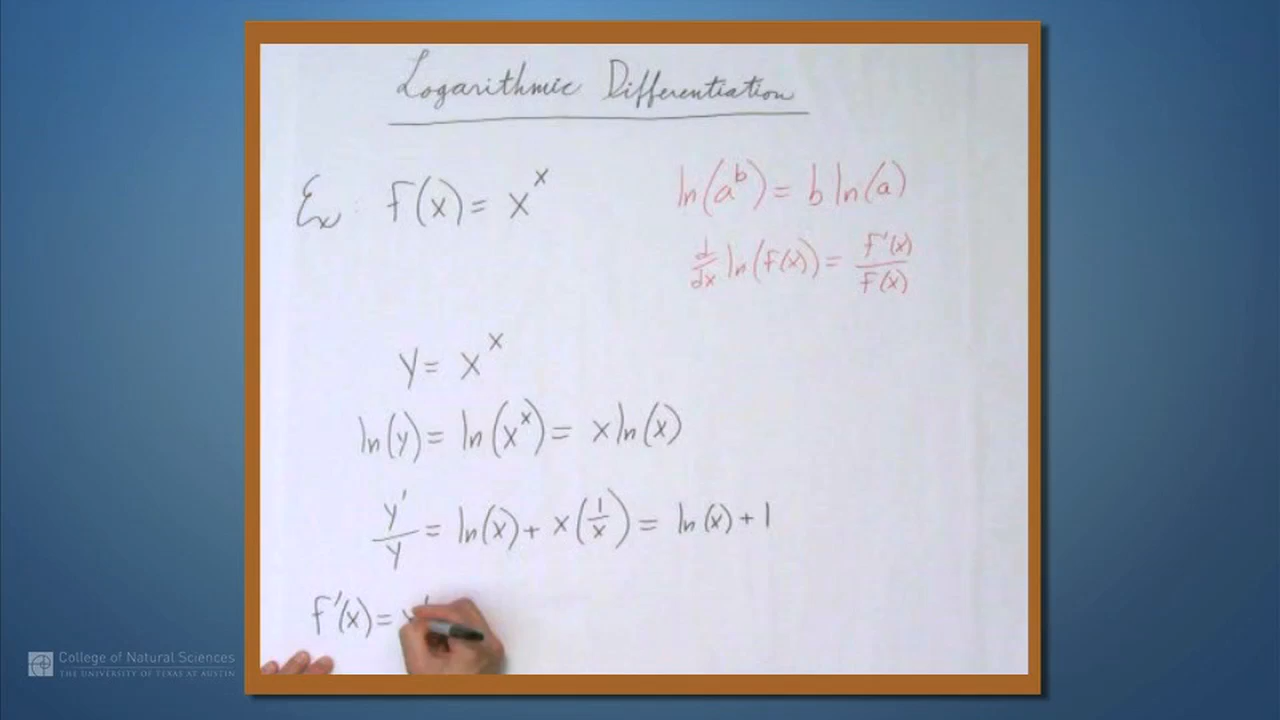 Logarithmic Differentiation
Ex f(x) = x^x
ln(a^b) = b ln(a)
d/dx ln(f(x)) = f'(x)/f(x)
y = x^x
ln(y) = ln(x^x) = x ln(x)
y'/y = ln(x) + x(1/x) = ln(x) + 1
f'(x) = y'
College of Natural Sciences
THE UNIVERSITY OF TEXAS AT AUSTIN